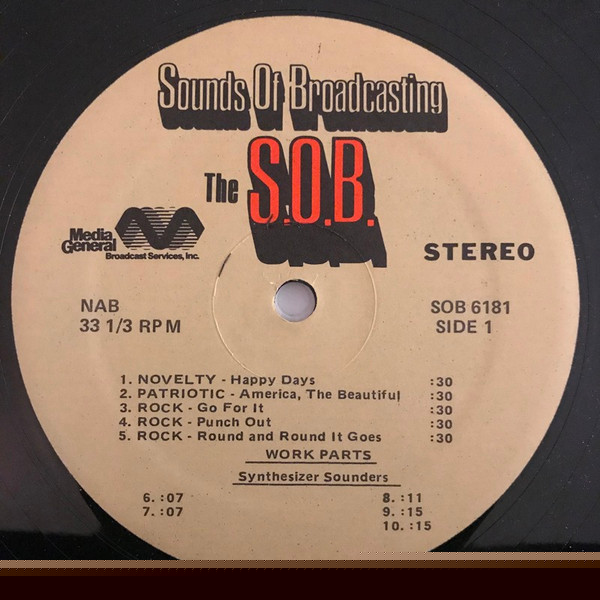 Sounds Of Broadcasting
The S.O.B.
Media General
Broadcast Services, Inc.
STEREO
NAB
33 1/3 RPM
SOB 6181
SIDE 1
1. NOVELTY - Happy Days :30
2. PATRIOTIC - America, The Beautiful :30
3. ROCK - Go For It :30
4. ROCK - Punch Out :30
5. ROCK - Round and Round It Goes :30
WORK PARTS
Synthesizer Sounders
6. :07 8. :11
7. :07 9. :15
10. :15